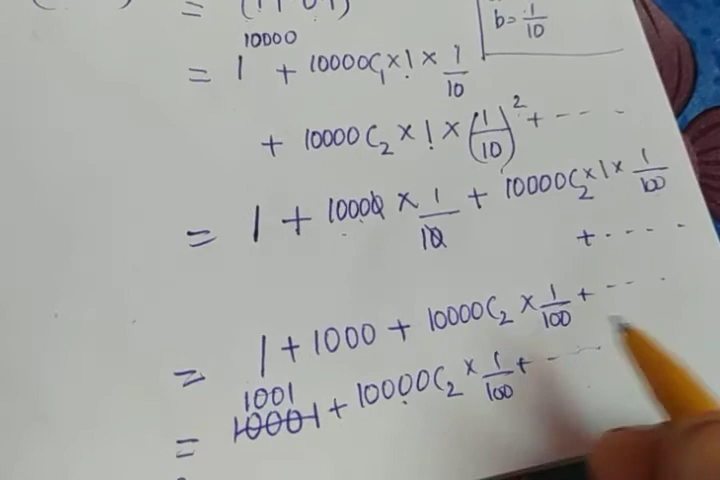 = (1+0.1)
b= 1/10
= 1^10000 + 10000C₁ × 1 × 1/10
+ 10000C₂ × 1 × (1/10)² + ----
= 1 + 10000 × 1/10 + 10000C₂ × 1 × 1/100
+ ----
= 1 + 1000 + 10000C₂ × 1/100 + ---
1001
= 10001 + 10000C₂ × 1/100 + ---